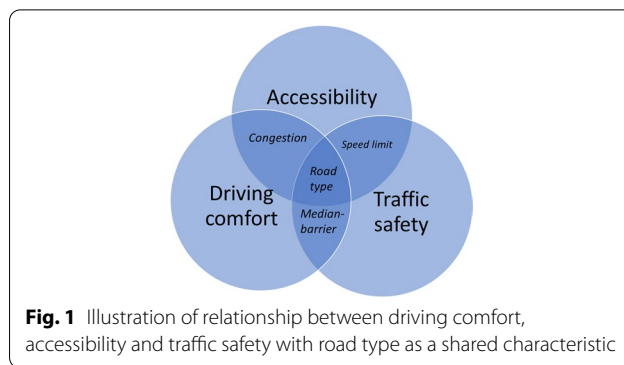 Accessibility
Congestion
Speed limit
Road
type
Driving
comfort
Median-
barrier
Traffic
safety
Fig. 1 Illustration of relationship between driving comfort,
accessibility and traffic safety with road type as a shared characteristic